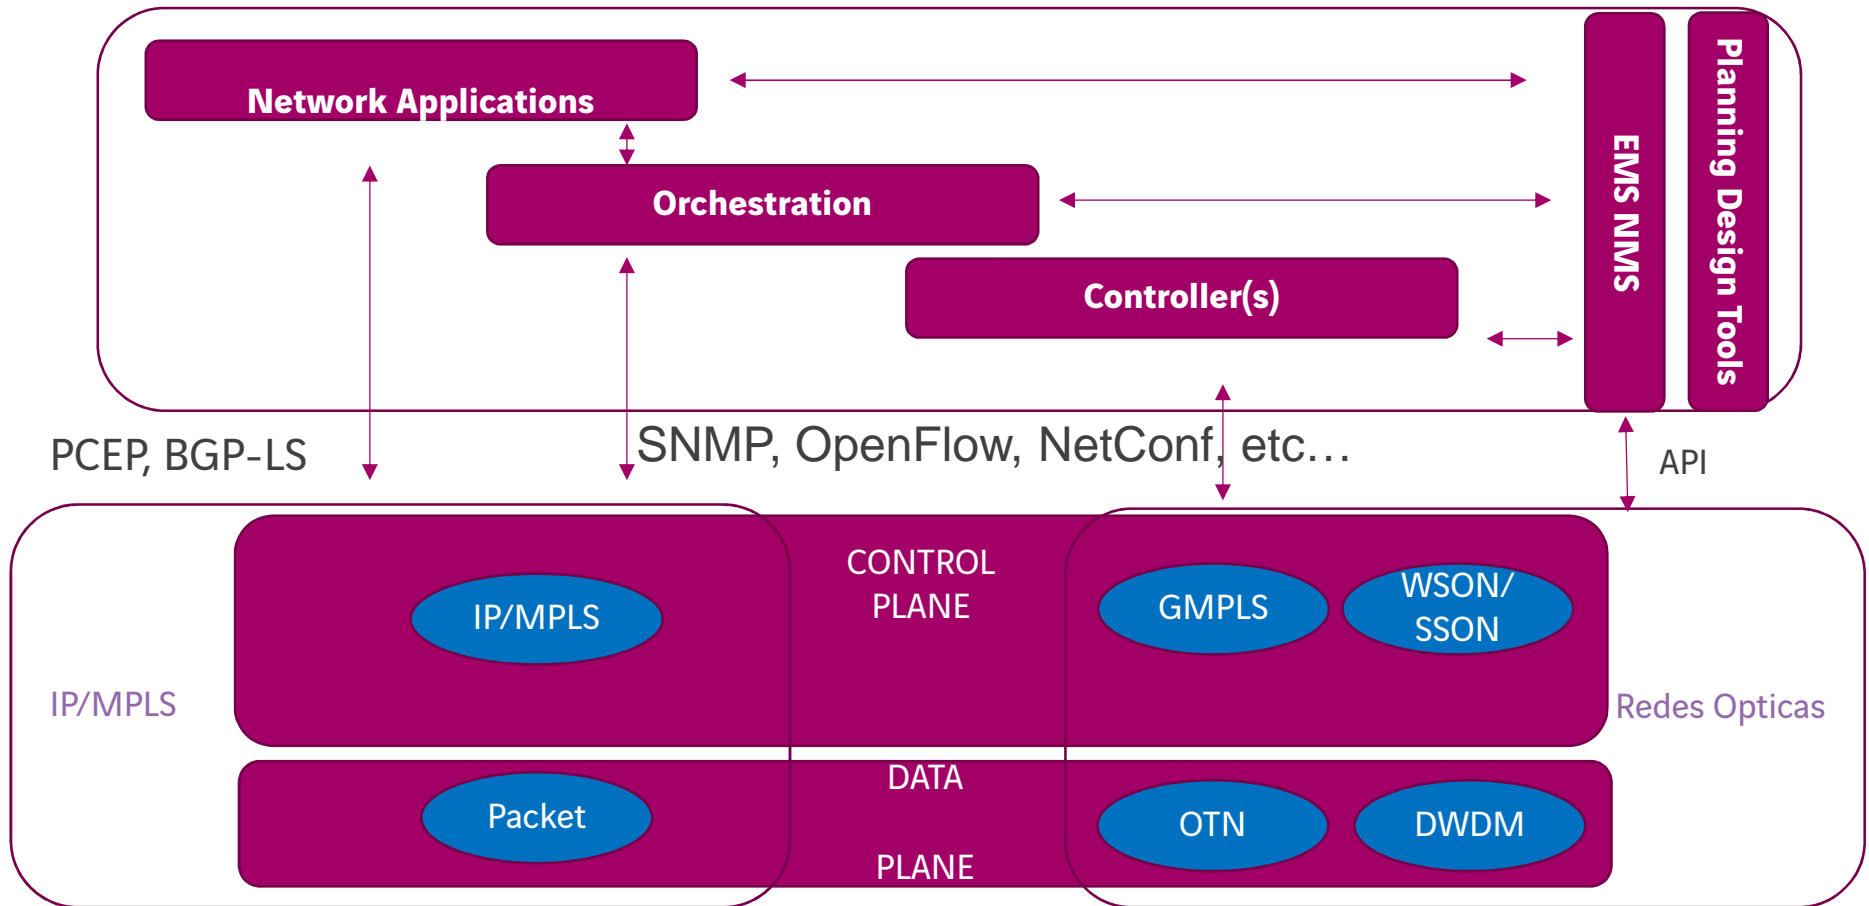 Network Applications
Orchestration
Controller(s)
EMS NMS
Planning Design Tools
PCEP, BGP-LS
SNMP, OpenFlow, NetConf, etc…
API
CONTROL
PLANE
IP/MPLS
GMPLS
WSON/
SSON
IP/MPLS
Redes Opticas
DATA
PLANE
Packet
OTN
DWDM